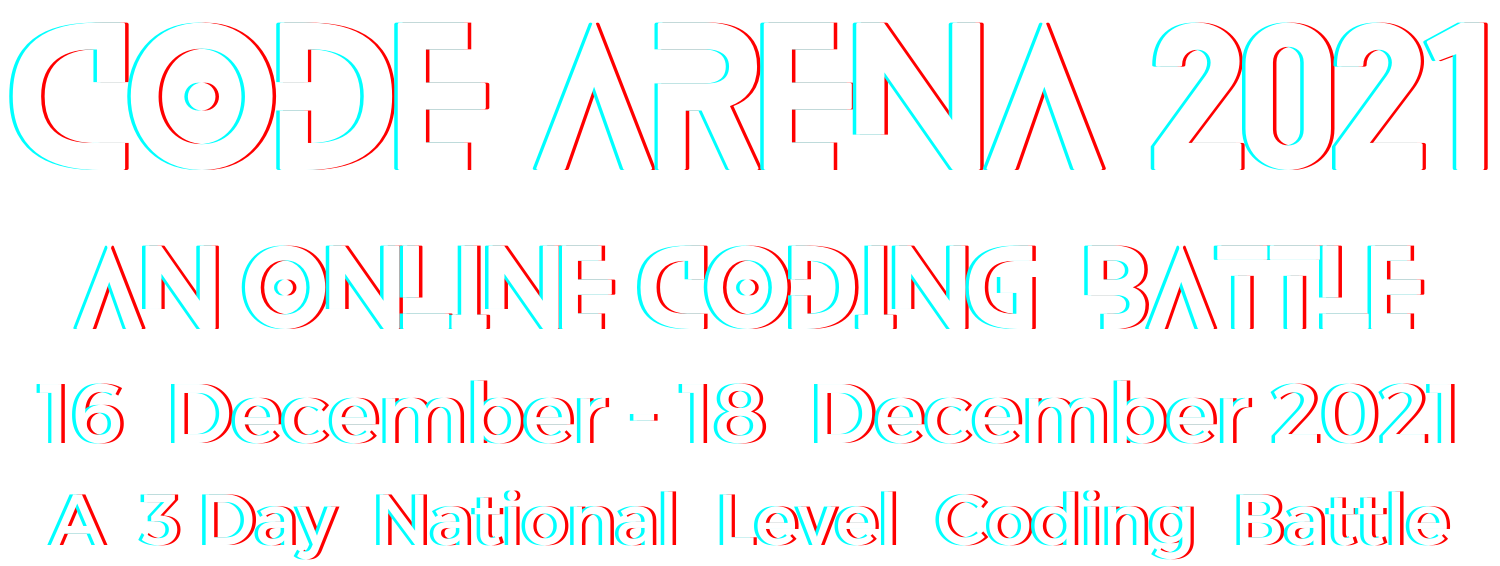 CODE ARENA 2021
AN ONLINE CODING BATTLE
16 December - 18 December 2021
A 3 Day National Level Coding Battle